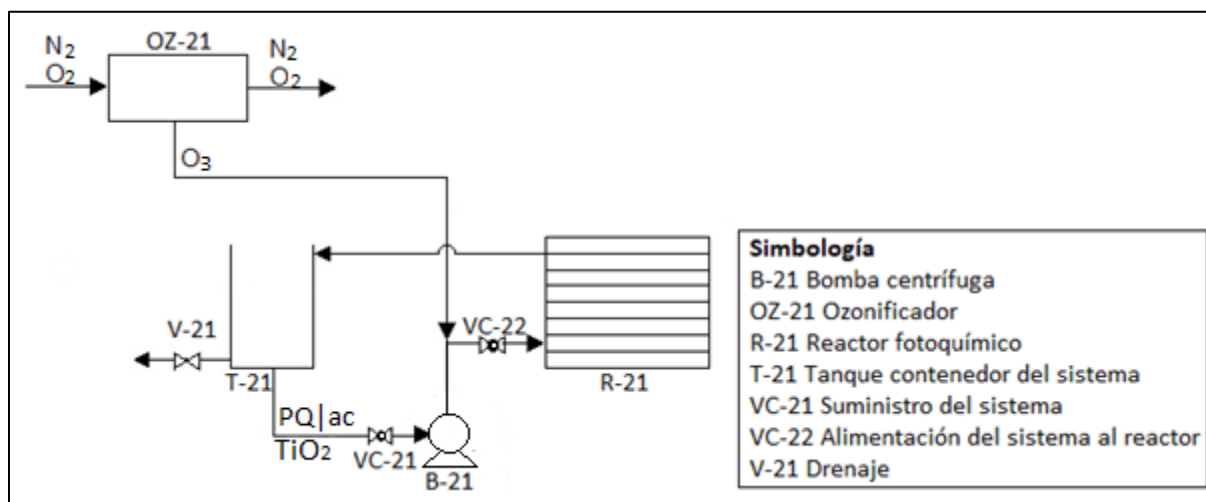 OZ-21
N₂
O₂
N₂
O₂
O₃
V-21
T-21
PQ|ac
TiO₂
VC-21
B-21
VC-22
R-21
Simbología
B-21 Bomba centrífuga
OZ-21 Ozonificador
R-21 Reactor fotoquímico
T-21 Tanque contenedor del sistema
VC-21 Suministro del sistema
VC-22 Alimentación del sistema al reactor
V-21 Drenaje